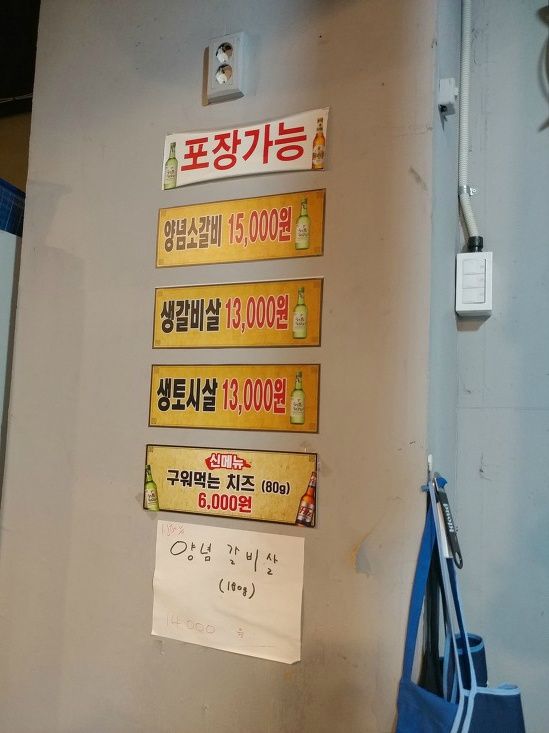 포장가능
양념소갈비 15,000원
생갈비살 13,000원
생토시살 13,000원
신메뉴
구워먹는 치즈 (80g)
6,000원
양념 갈비살
(180g)
14,000 원